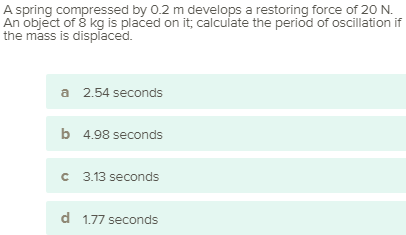 A spring compressed by 0.2 m develops a restoring force of 20 N.
An object of 8 kg is placed on it; calculate the period of oscillation if
the mass is displaced.
a 2.54 seconds
b 4.98 seconds
c 3.13 seconds
d 1.77 seconds